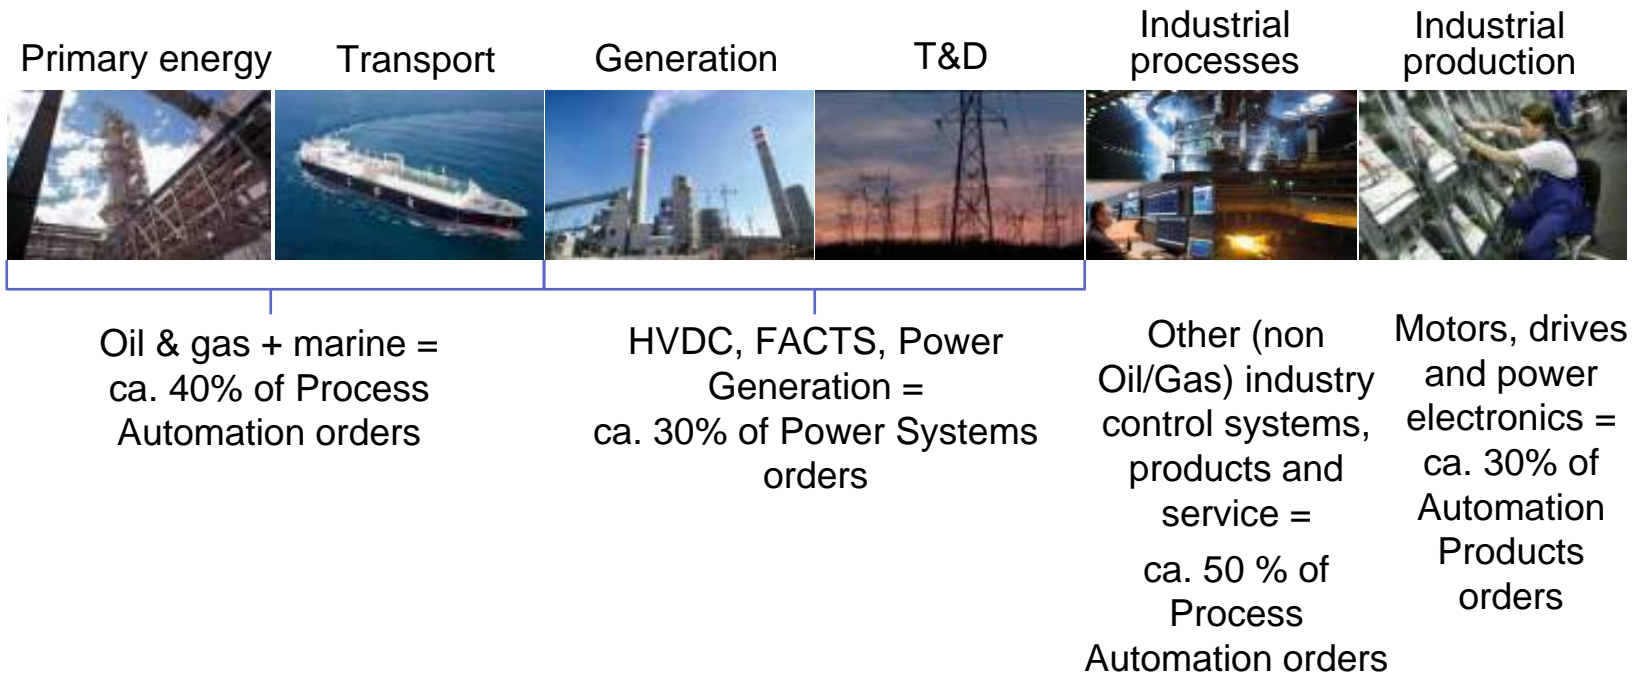 Primary energy
Transport
Generation
T&D
Industrial
processes
Industrial
production
Oil & gas + marine =
ca. 40% of Process
Automation orders
HVDC, FACTS, Power
Generation =
ca. 30% of Power Systems
orders
Other (non
Oil/Gas) industry
control systems,
products and
service =
ca. 50 % of
Process
Automation orders
Motors, drives
and power
electronics =
ca. 30% of
Automation
Products
orders